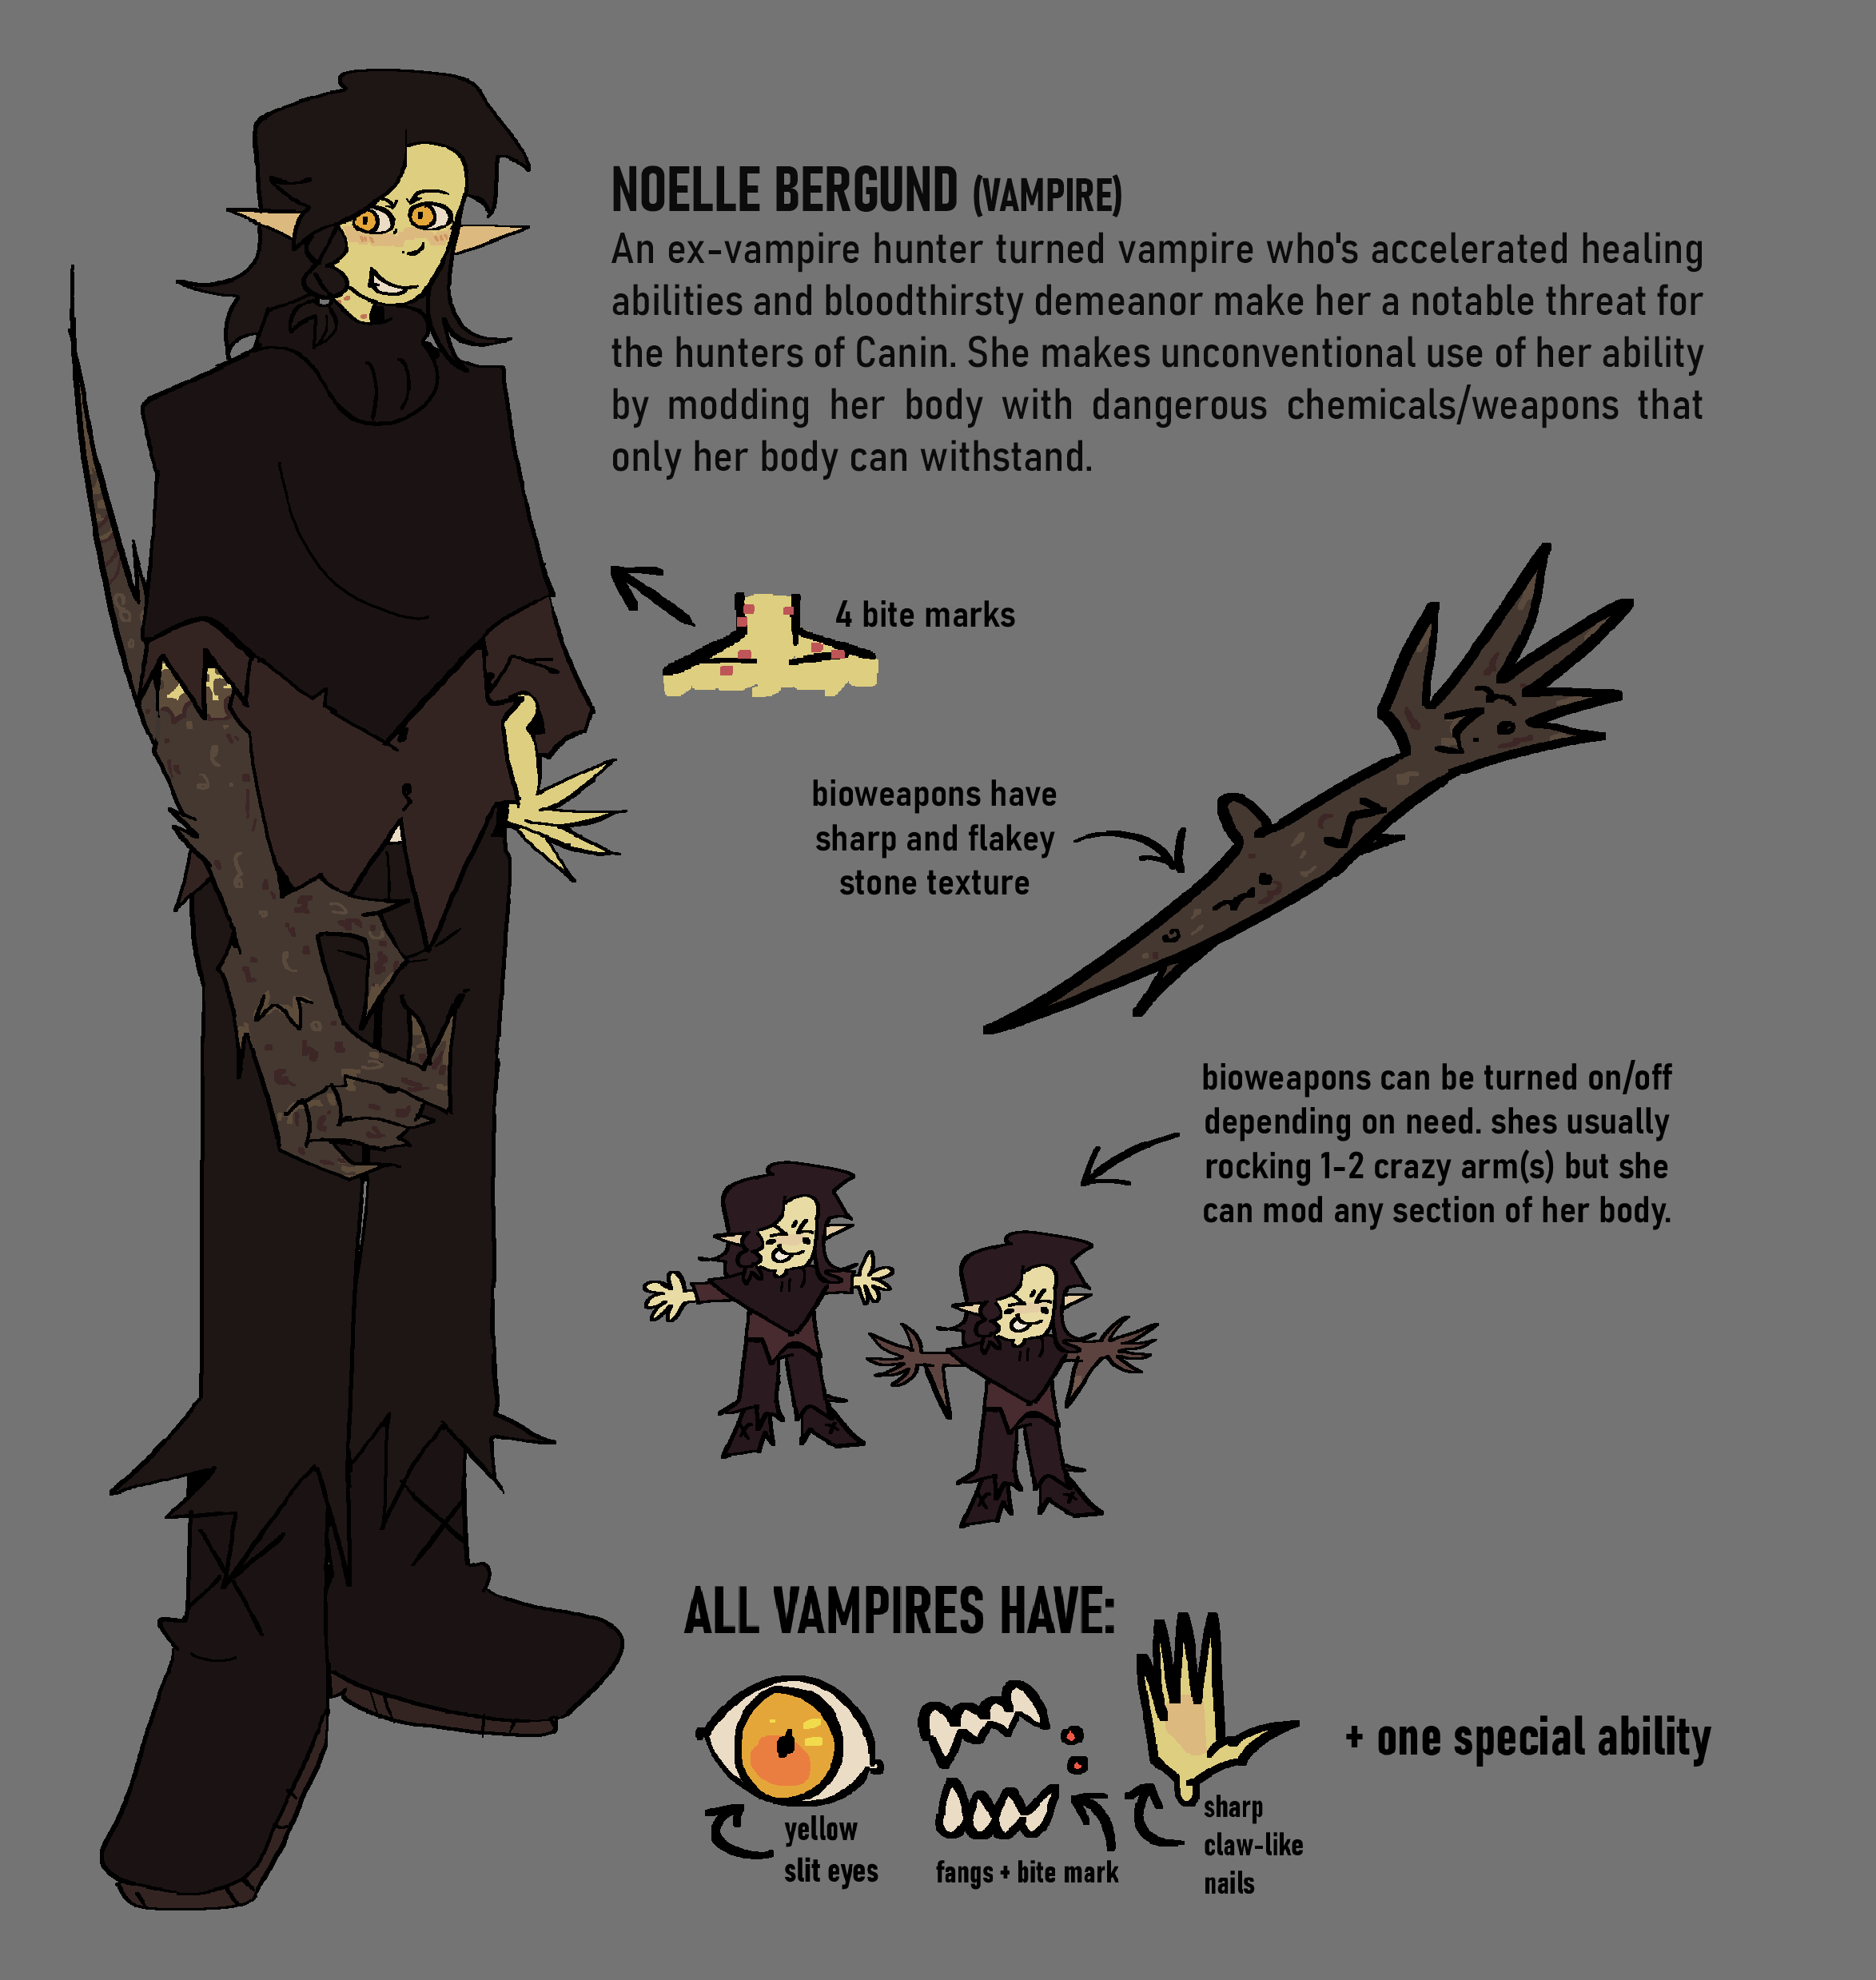 NOELLE BERGUND (VAMPIRE)
An ex-vampire hunter turned vampire who's accelerated healing
abilities and bloodthirsty demeanor make her a notable threat for
the hunters of Canin. She makes unconventional use of her ability
by modding her body with dangerous chemicals/weapons that
only her body can withstand.
4 bite marks
bioweapons have
sharp and flakey
stone texture
bioweapons can be turned on/off
depending on need. shes usually
rocking 1-2 crazy arm(s) but she
can mod any section of her body.
ALL VAMPIRES HAVE:
yellow
slit eyes
fangs + bite mark
sharp
claw-like
nails
+ one special ability